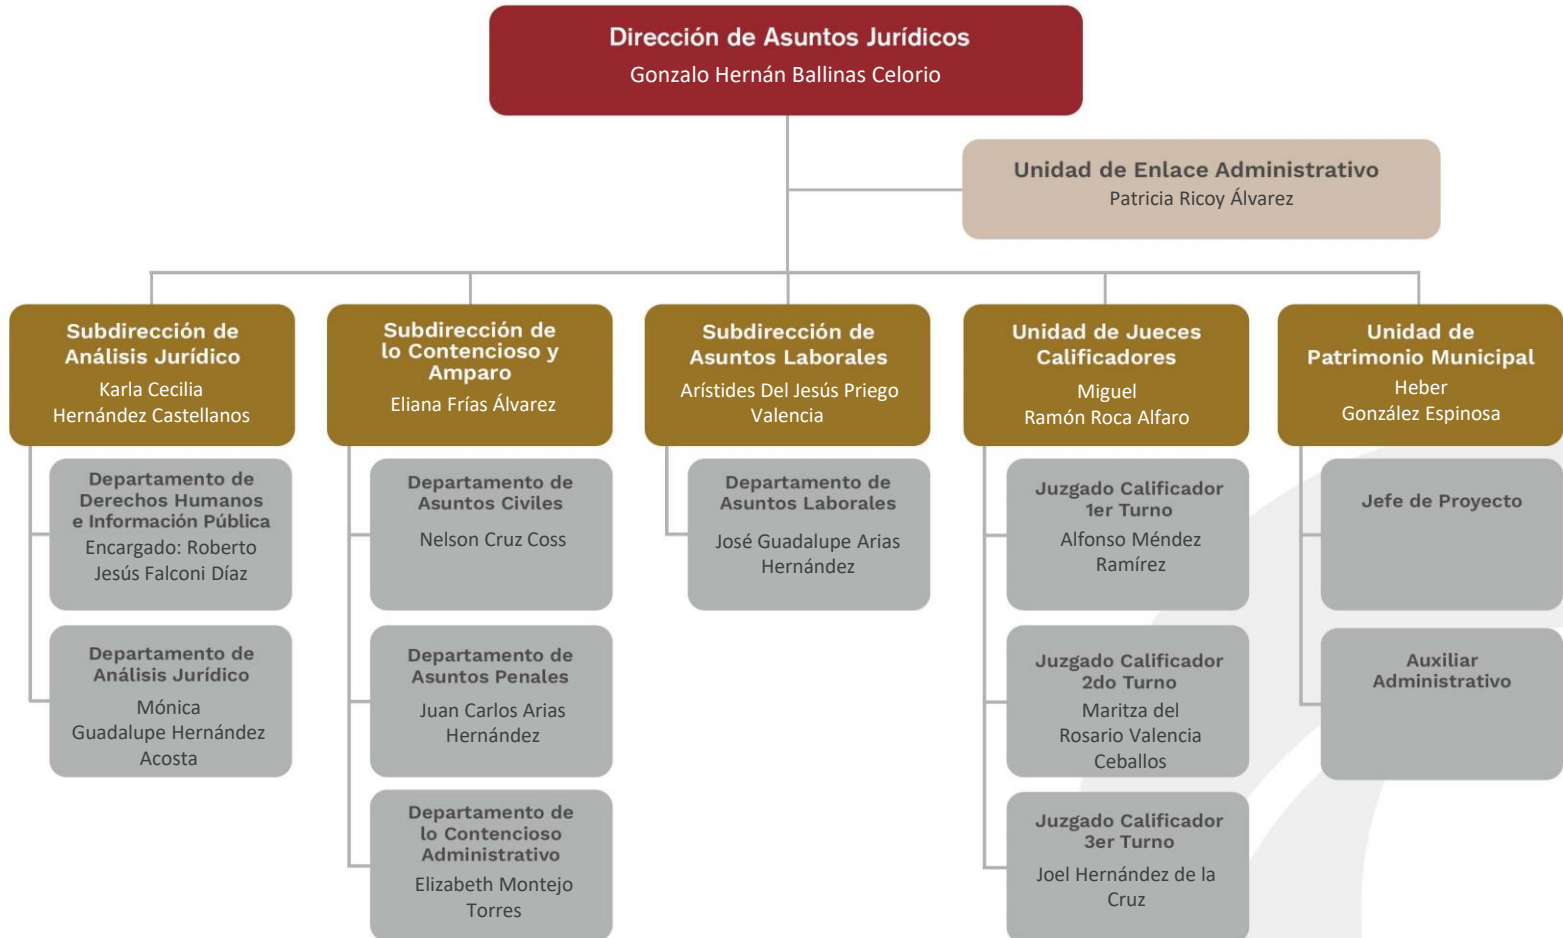 Dirección de Asuntos Jurídicos
Gonzalo Hernán Ballinas Celorio
Unidad de Enlace Administrativo
Patricia Ricoy Álvarez
Subdirección de
Análisis Jurídico
Karla Cecilia
Hernández Castellanos
Departamento de
Derechos Humanos
e Información Pública
Encargado: Roberto
Jesús Falconi Díaz
Departamento de
Análisis Jurídico
Mónica
Guadalupe Hernández
Acosta
Subdirección de
lo Contencioso y
Amparo
Eliana Frías Álvarez
Departamento de
Asuntos Civiles
Nelson Cruz Coss
Departamento de
Asuntos Penales
Juan Carlos Arias
Hernández
Departamento de
lo Contencioso
Administrativo
Elizabeth Montejo
Torres
Subdirección de
Asuntos Laborales
Arístides Del Jesús Priego
Valencia
Departamento de
Asuntos Laborales
José Guadalupe Arias
Hernández
Unidad de Jueces
Calificadores
Miguel
Ramón Roca Alfaro
Juzgado Calificador
1er Turno
Alfonso Méndez
Ramírez
Juzgado Calificador
2do Turno
Maritza del
Rosario Valencia
Ceballos
Juzgado Calificador
3er Turno
Joel Hernández de la
Cruz
Unidad de
Patrimonio Municipal
Heber
González Espinosa
Jefe de Proyecto
Auxiliar
Administrativo